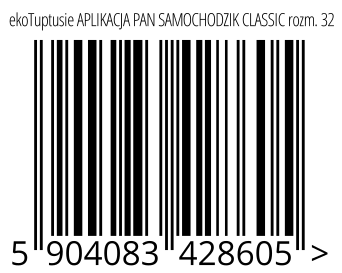 ekoTuptusie APLIKACJA PAN SAMOCHODZIK CLASSIC rozm. 32
5 904083 428605 >